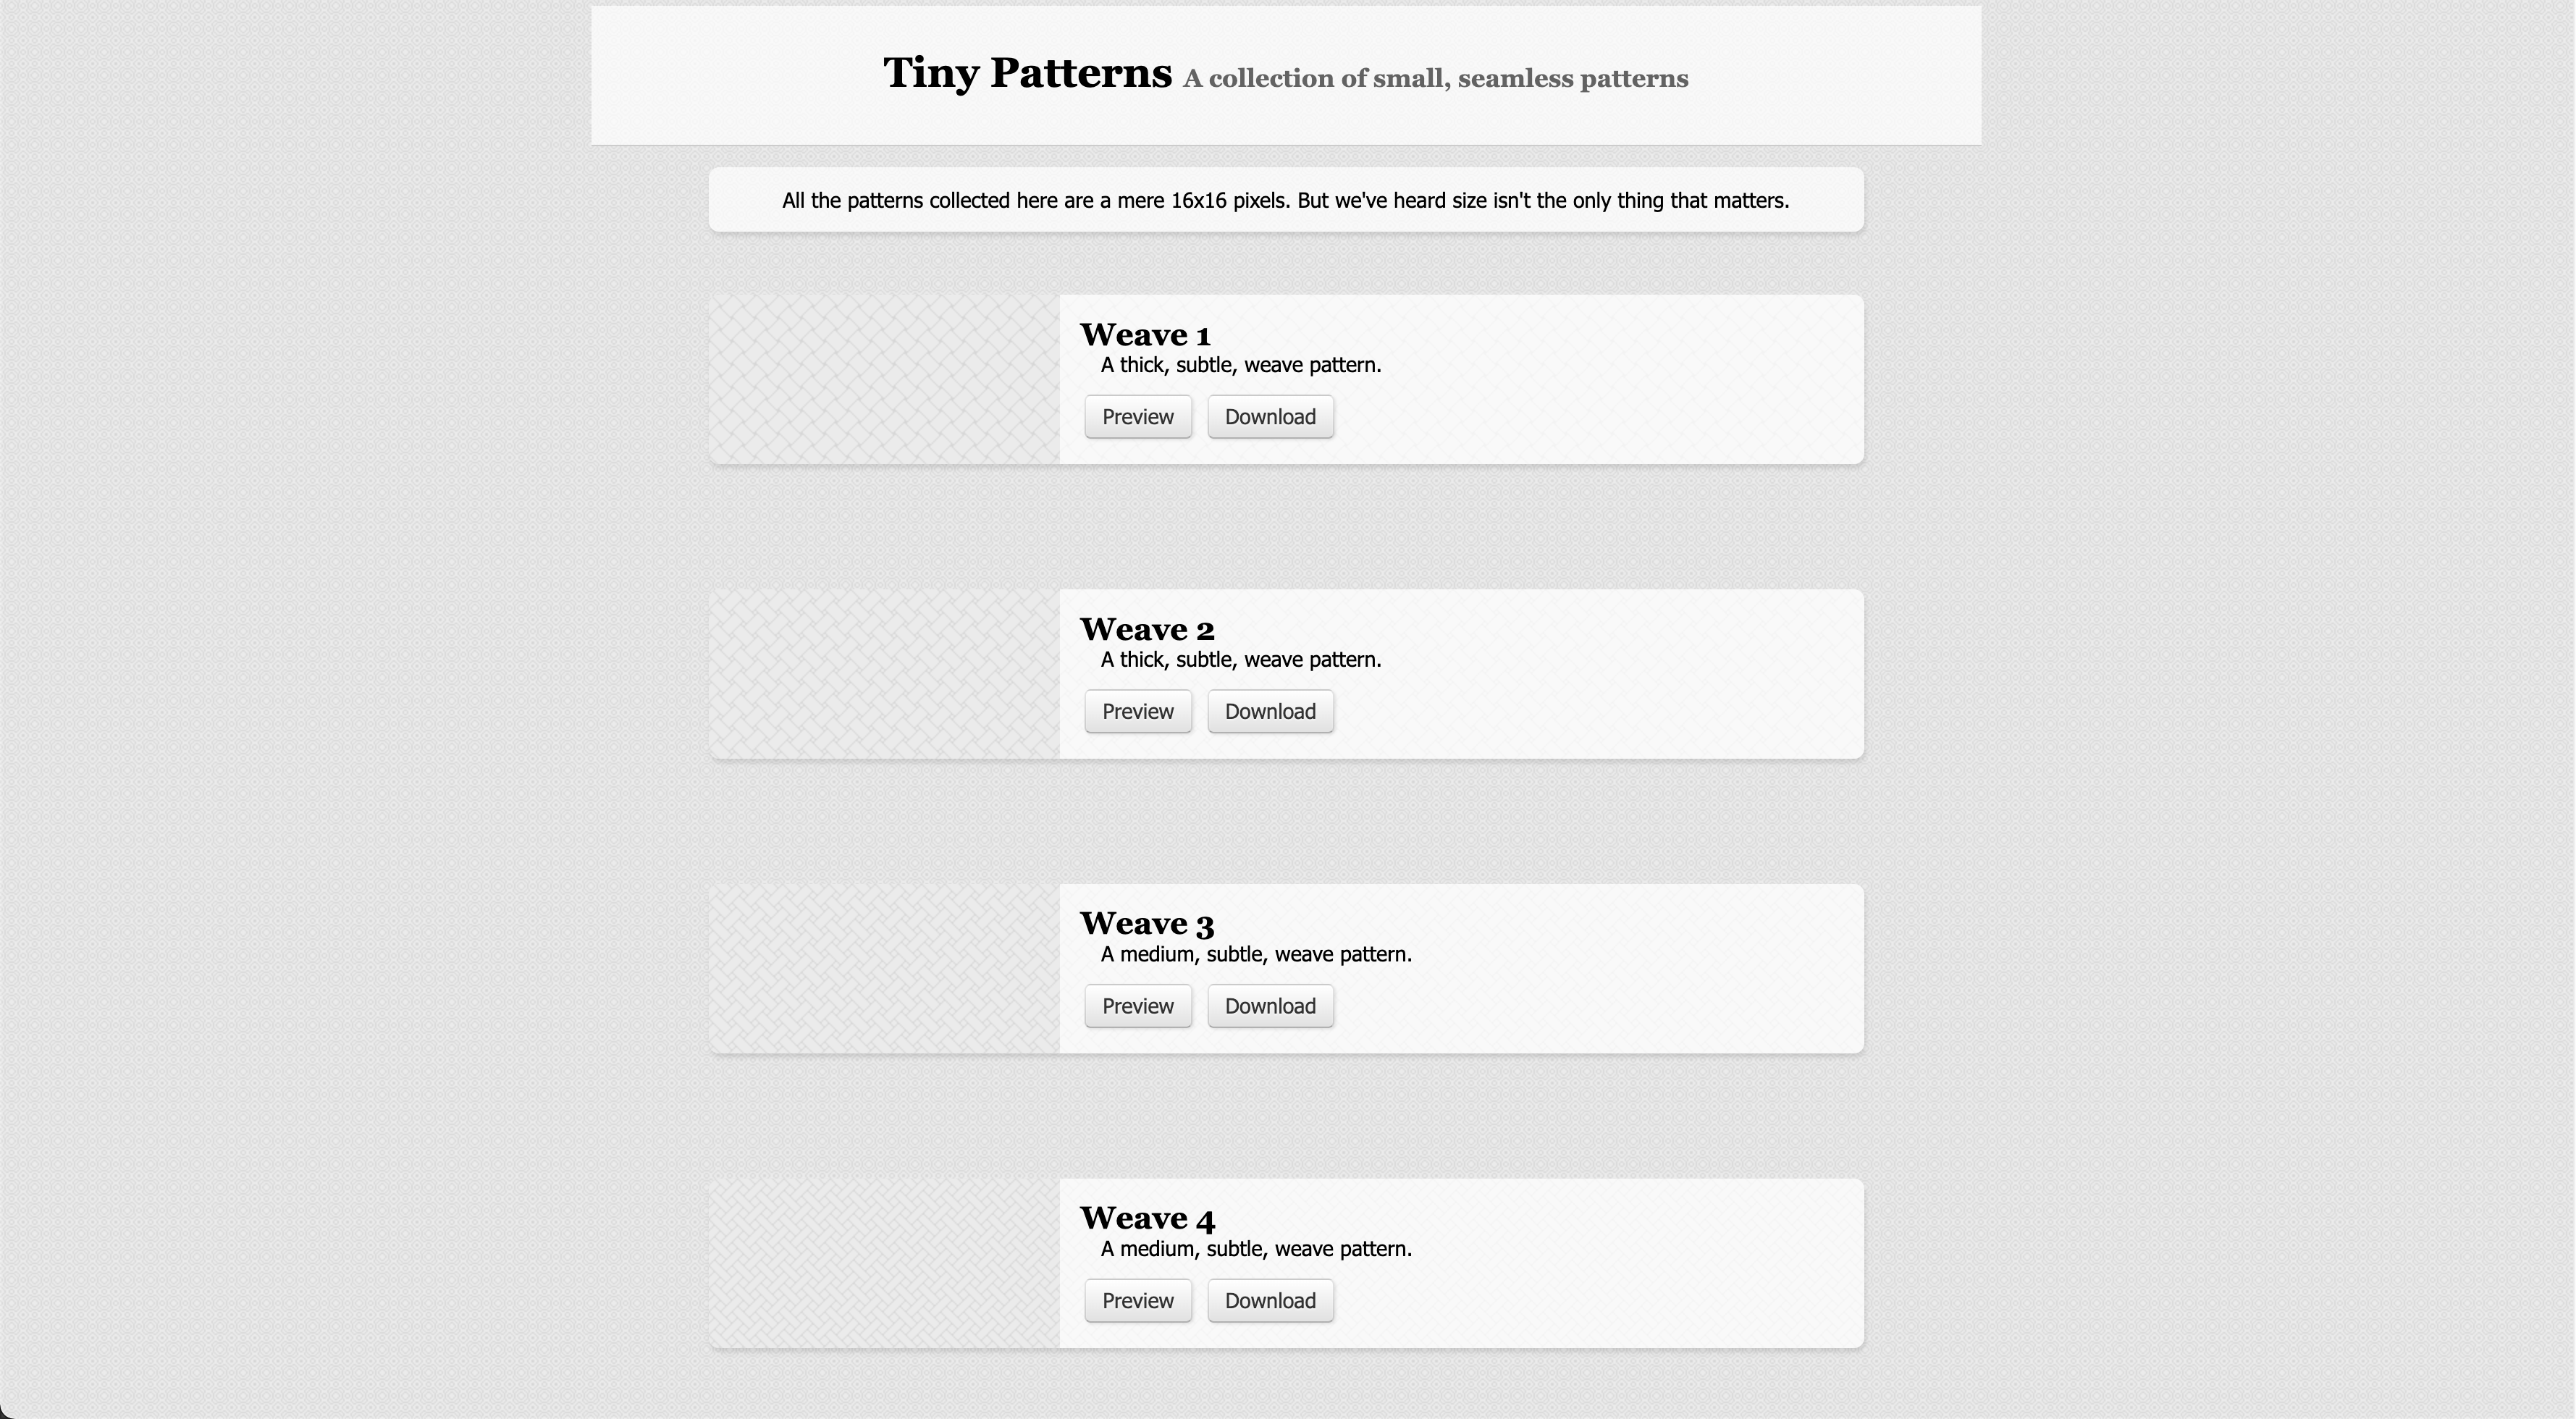 Tiny Patterns A collection of small, seamless patterns
All the patterns collected here are a mere 16x16 pixels. But we've heard size isn't the only thing that matters.
Weave 1
A thick, subtle, weave pattern.
Preview Download
Weave 2
A thick, subtle, weave pattern.
Preview Download
Weave 3
A medium, subtle, weave pattern.
Preview Download
Weave 4
A medium, subtle, weave pattern.
Preview Download